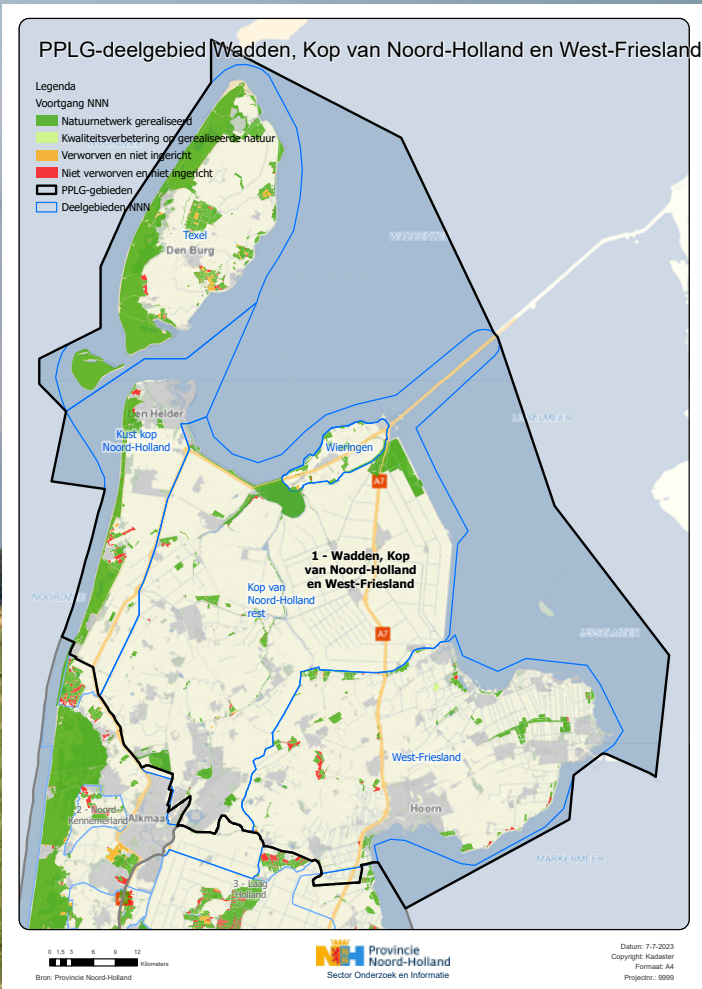 PPLG-deelgebied Wadden, Kop van Noord-Holland en West-Friesland
Legenda
Voortgang NNN
Natuurnetwerk gerealiseerd
Kwaliteitsverbetering op gerealiseerde natuur
Verworven en niet ingericht
Niet verworven en niet ingericht
PPLG-gebieden
Deelgebieden NNN
Texel
Den Burg
WADDENZEE
Den Helder
IJSSELMEER
Kust kop
Noord-Holland
Wieringen
A7
1 - Wadden, Kop
van Noord-Holland
en West-Friesland
Kop van
Noord-Holland
rest
NOORDZEE
A7
IJSSELMEER
West-Friesland
2 - Noord-
Kennemerland
Alkmaa
Hoorn
MARKERMEER
3 - Laag
Holland
0 1,5 3 6 9 12
Kilometers
Bron: Provincie Noord-Holland
NH Provincie
Noord-Holland
Sector Onderzoek en Informatie
Datum: 7-7-2023
Copyright: Kadaster
Formaat: A4
Projectnr.: 9999